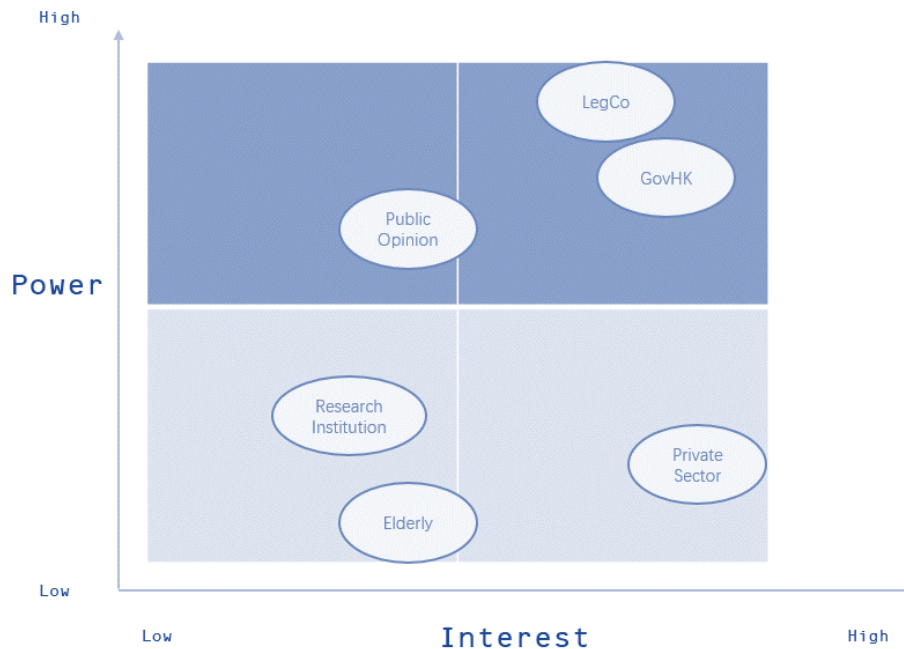 High
LegCo
GovHK
Public
Opinion
Power
Research
Institution
Private
Sector
Elderly
Low
Low
Interest
High